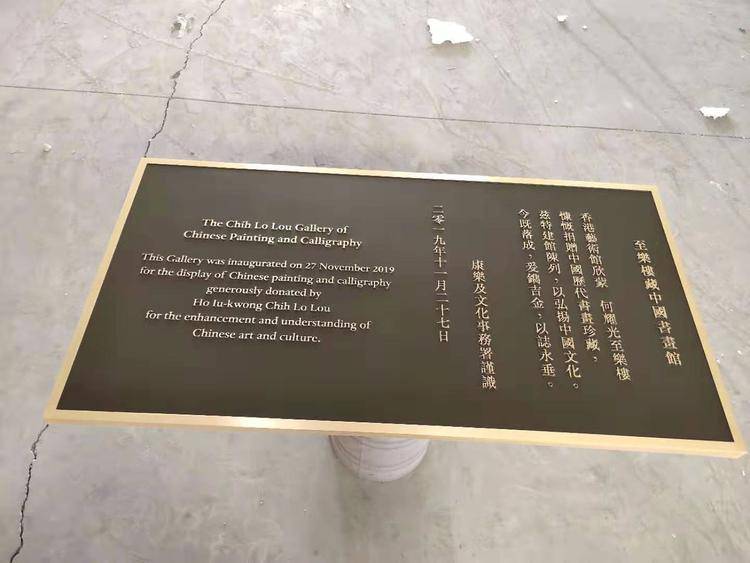 The Chih Lo Lou Gallery of
Chinese Painting and Calligraphy
This Gallery was inaugurated on 27 November 2019
for the display of Chinese painting and calligraphy
generously donated by
Ho Iu-kwong Chih Lo Lou
for the enhancement and understanding of
Chinese art and culture.
至樂樓藏中國書畫館
香港藝術館欣蒙 何耀光至樂樓
慷慨捐贈中國歷代書畫珍藏，
茲特建館陳列，以弘揚中國文化。
今既落成，爰鐫吉金，以誌永垂。
康樂及文化事務署謹識
二零一九年十一月二十七日